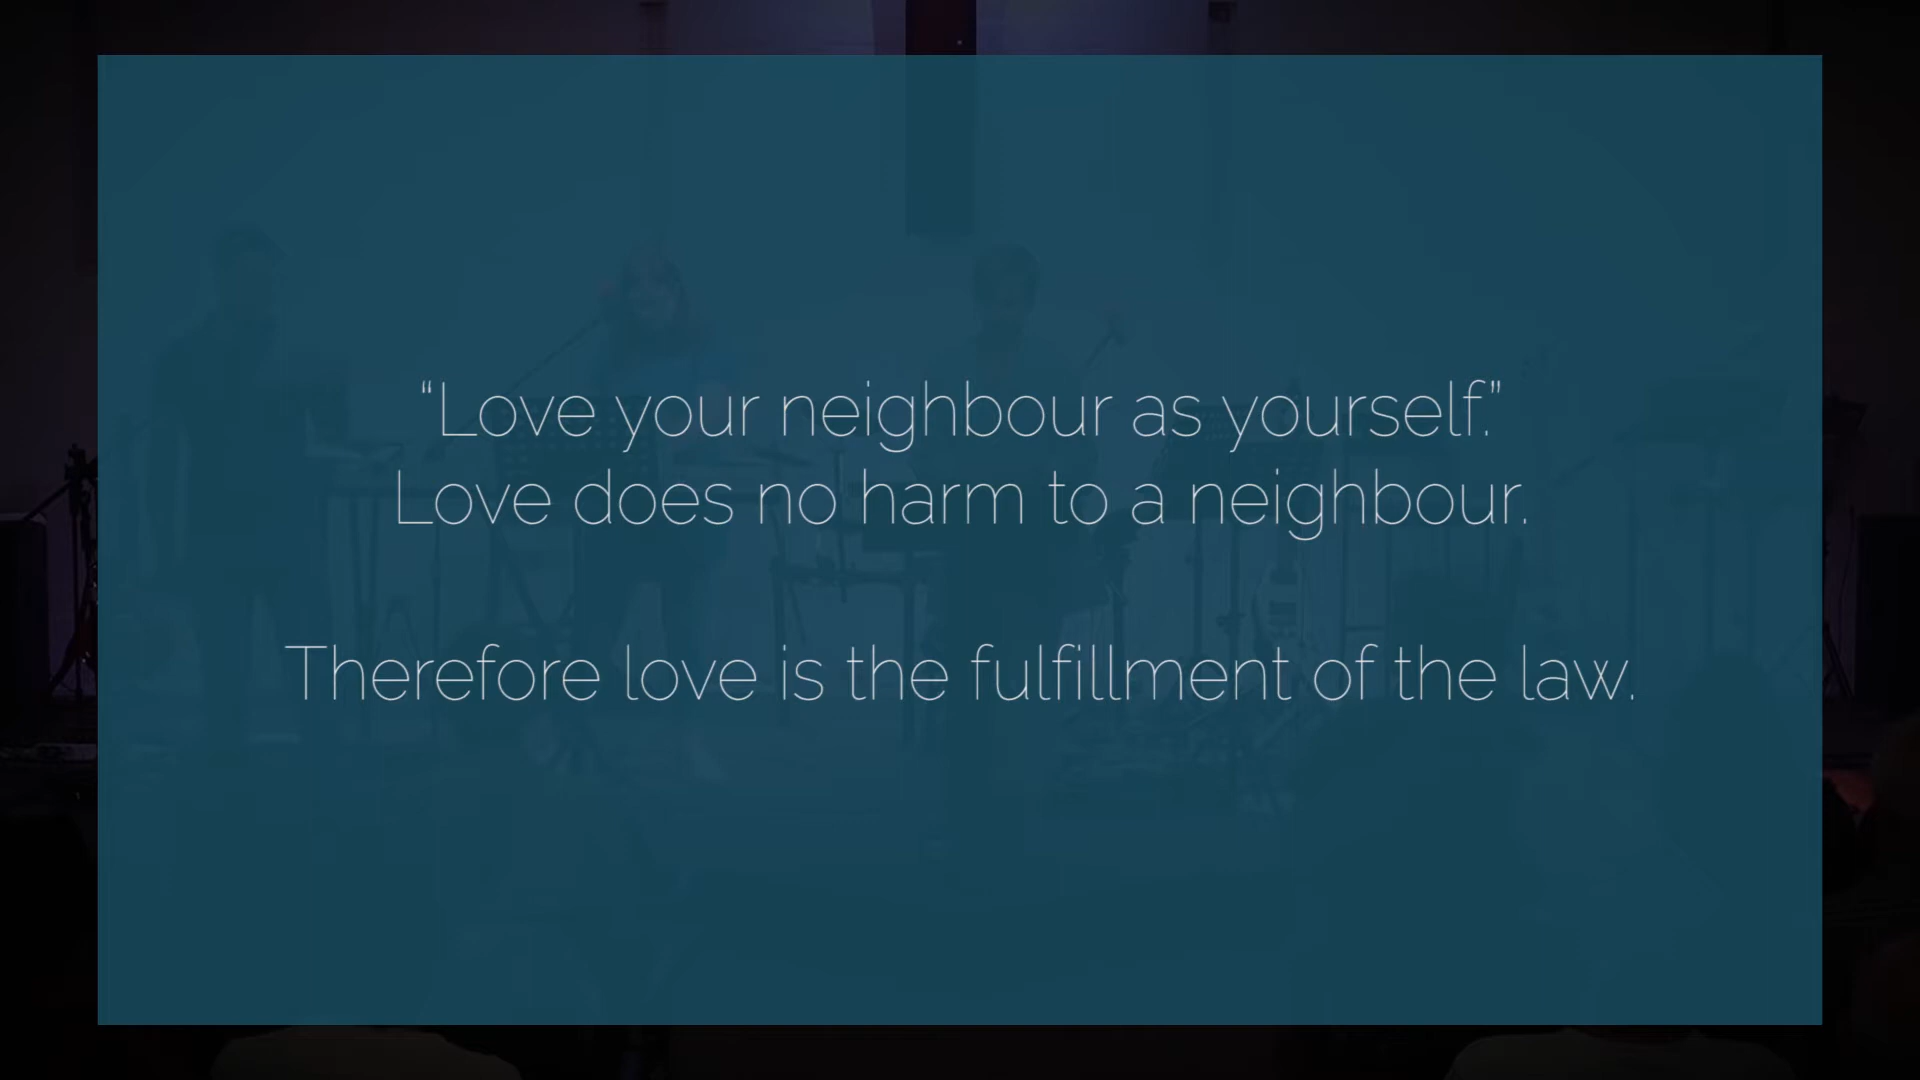 “Love your neighbour as yourself.”
Love does no harm to a neighbour.
Therefore love is the fulfillment of the law.